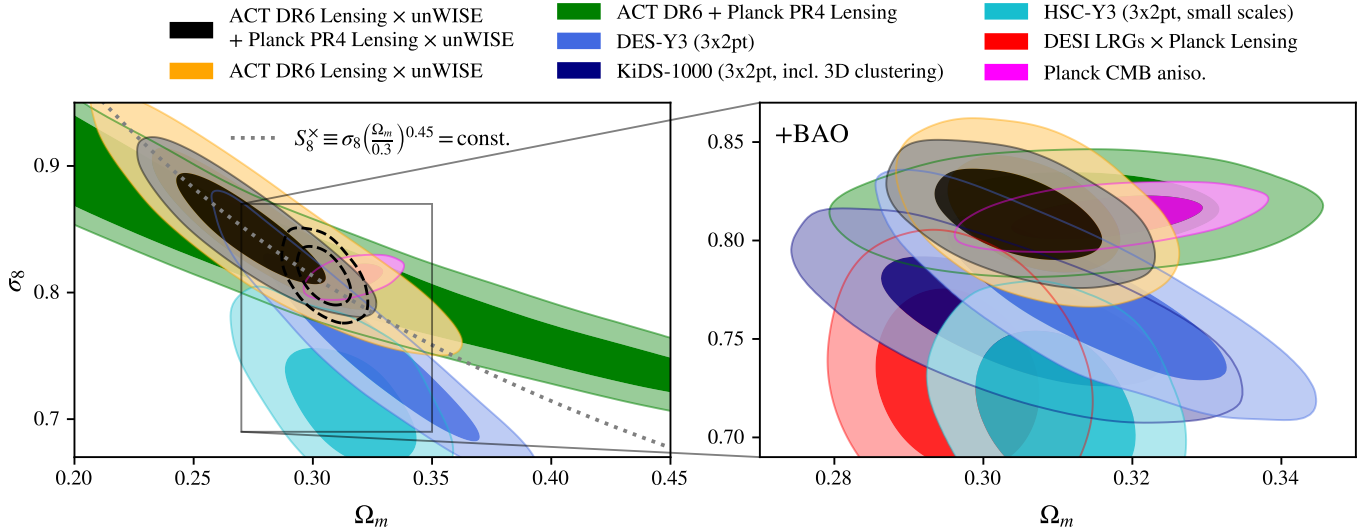 ACT DR6 Lensing × unWISE
+ Planck PR4 Lensing × unWISE
ACT DR6 Lensing × unWISE
ACT DR6 + Planck PR4 Lensing
DES-Y3 (3x2pt)
KiDS-1000 (3x2pt, incl. 3D clustering)
HSC-Y3 (3x2pt, small scales)
DESI LRGs × Planck Lensing
Planck CMB aniso.
S₈^× ≡ σ₈(Ωₘ/0.3)^0.45 = const.
σ₈
0.9
0.8
0.7
0.20
0.25
0.30
0.35
0.40
0.45
Ωₘ
+BAO
0.85
0.80
0.75
0.70
0.28
0.30
0.32
0.34
Ωₘ